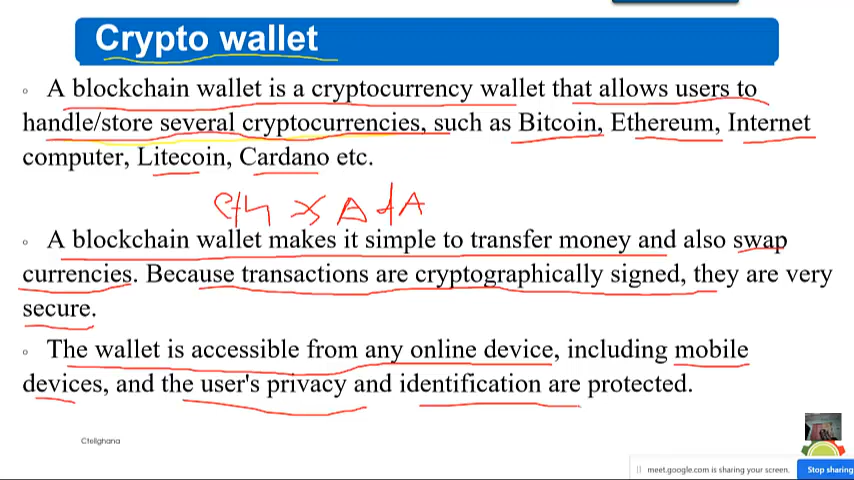 Crypto wallet
◦ A blockchain wallet is a cryptocurrency wallet that allows users to
handle/store several cryptocurrencies, such as Bitcoin, Ethereum, Internet
computer, Litecoin, Cardano etc.
eth
AdA
◦ A blockchain wallet makes it simple to transfer money and also swap
currencies. Because transactions are cryptographically signed, they are very
secure.
◦ The wallet is accessible from any online device, including mobile
devices, and the user's privacy and identification are protected.
Ctellghana
meet.google.com is sharing your screen.
Stop sharing